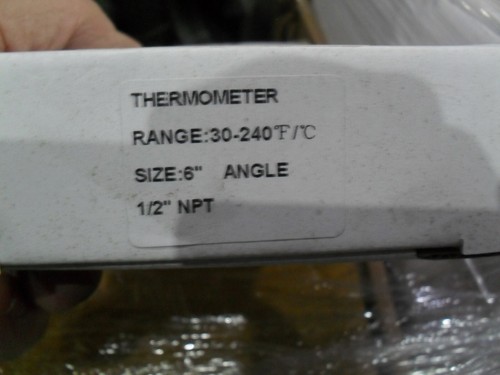 THERMOMETER
RANGE:30-240℉/℃
SIZE:6" ANGLE
1/2" NPT